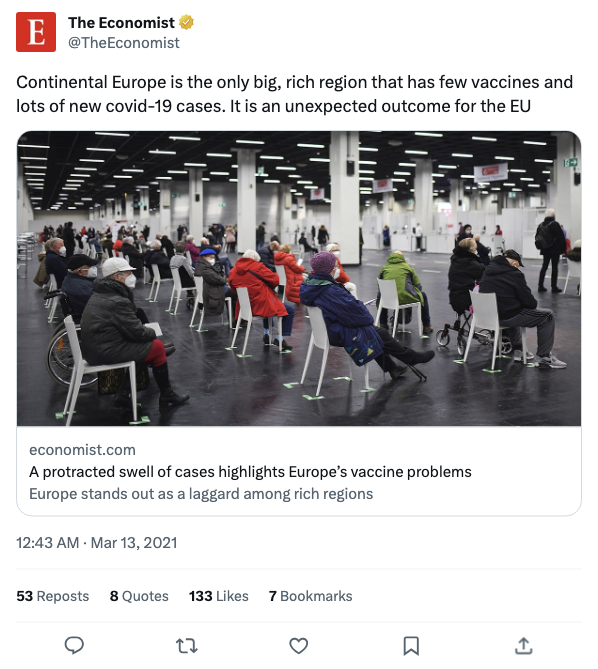 E
The Economist
@TheEconomist
Continental Europe is the only big, rich region that has few vaccines and
lots of new covid-19 cases. It is an unexpected outcome for the EU
economist.com
A protracted swell of cases highlights Europe’s vaccine problems
Europe stands out as a laggard among rich regions
12:43 AM · Mar 13, 2021
53 Reposts 8 Quotes 133 Likes 7 Bookmarks